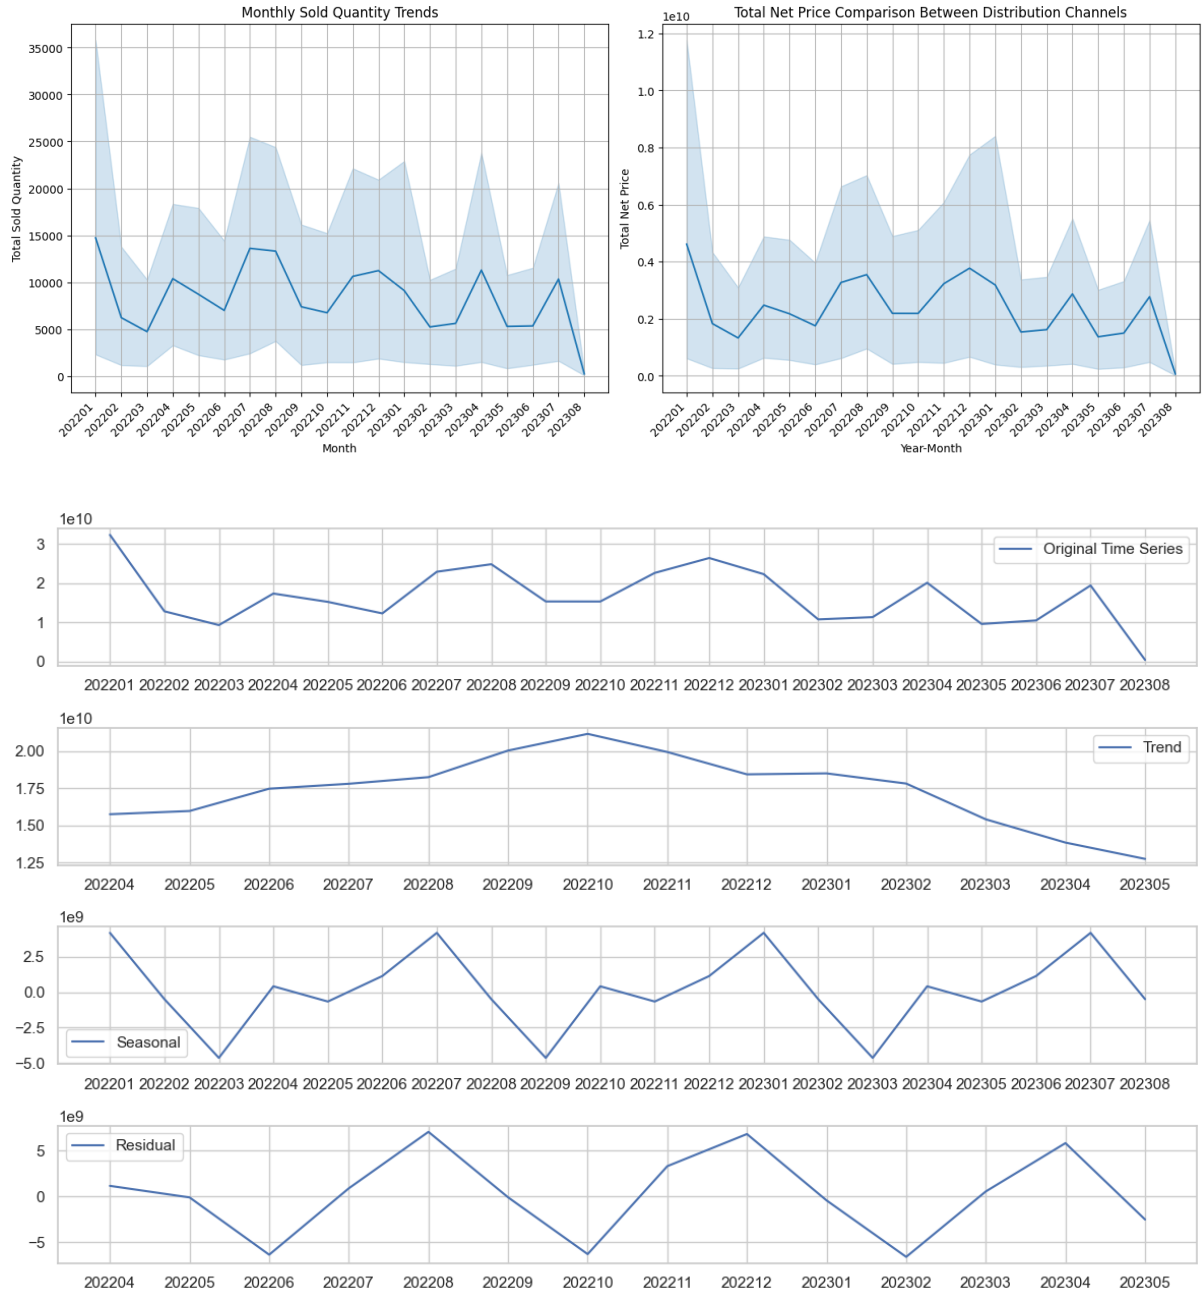 Monthly Sold Quantity Trends
35000
30000
25000
20000
15000
10000
5000
0
Total Sold Quantity
202201 202202 202203 202204 202205 202206 202207 202208 202209 202210 202211 202212 202301 202302 202303 202304 202305 202306 202307 202308
Month
Total Net Price Comparison Between Distribution Channels
1e10
1.2
1.0
0.8
0.6
0.4
0.2
0.0
Total Net Price
202201 202202 202203 202204 202205 202206 202207 202208 202209 202210 202211 202212 202301 202302 202303 202304 202305 202306 202307 202308
Year-Month
1e10
3
2
1
0
Original Time Series
202201 202202 202203 202204 202205 202206 202207 202208 202209 202210 202211 202212 202301 202302 202303 202304 202305 202306 202307 202308
1e10
2.00
1.75
1.50
1.25
Trend
202204 202205 202206 202207 202208 202209 202210 202211 202212 202301 202302 202303 202304 202305
1e9
2.5
0.0
−2.5
−5.0
Seasonal
202201 202202 202203 202204 202205 202206 202207 202208 202209 202210 202211 202212 202301 202302 202303 202304 202305 202306 202307 202308
1e9
5
0
−5
Residual
202204 202205 202206 202207 202208 202209 202210 202211 202212 202301 202302 202303 202304 202305